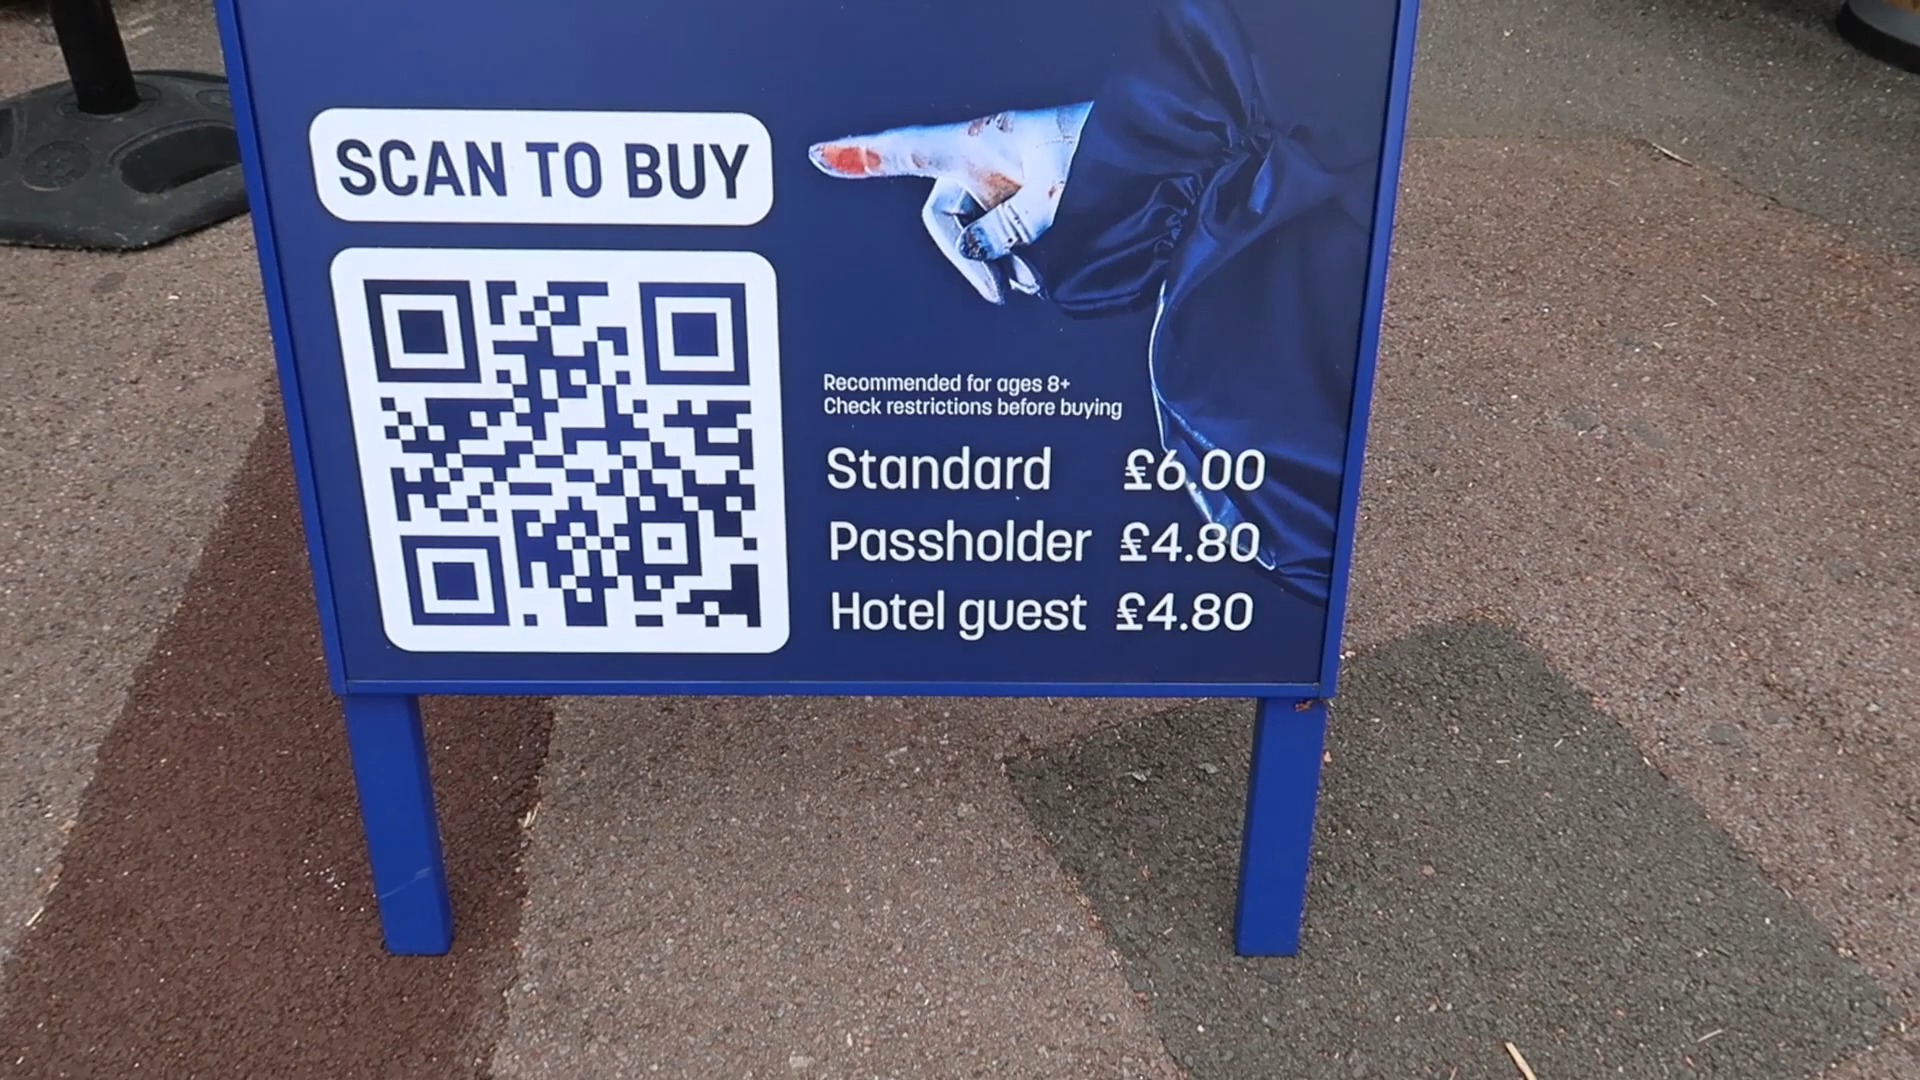 SCAN TO BUY
Recommended for ages 8+
Check restrictions before buying
Standard £6.00
Passholder £4.80
Hotel guest £4.80